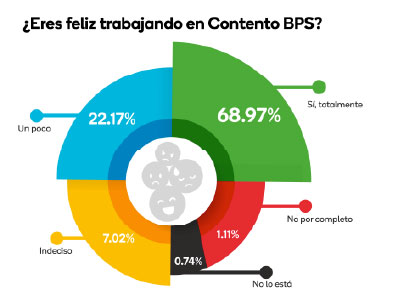 ¿Eres feliz trabajando en Contento BPS?
22.17%
68.97%
Sí, totalmente
Un poco
No por completo
1.11%
7.02%
Indeciso
0.74%
No lo está